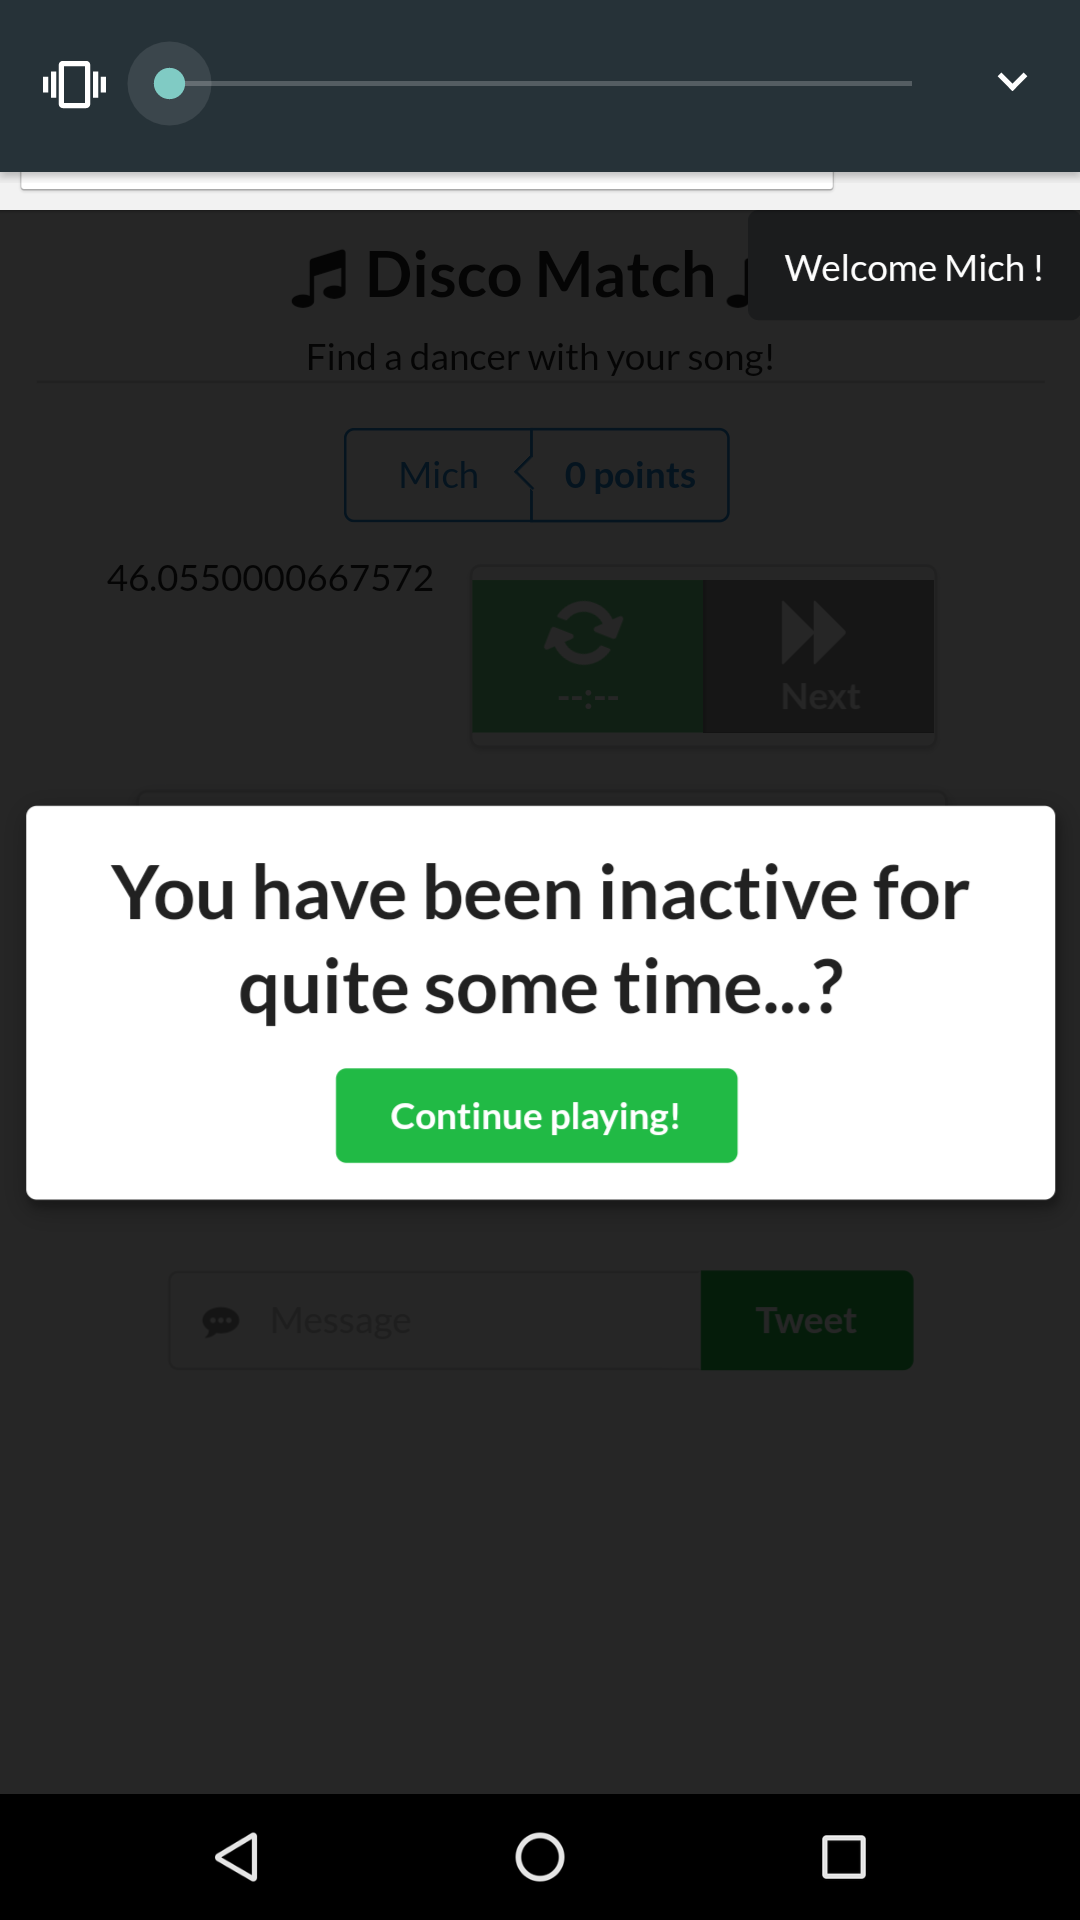 Welcome Mich !
Disco Match
Find a dancer with your song!
Mich 0 points
46.0550000667572
--:-- Next
You have been inactive for
quite some time...?
Continue playing!
Message Tweet